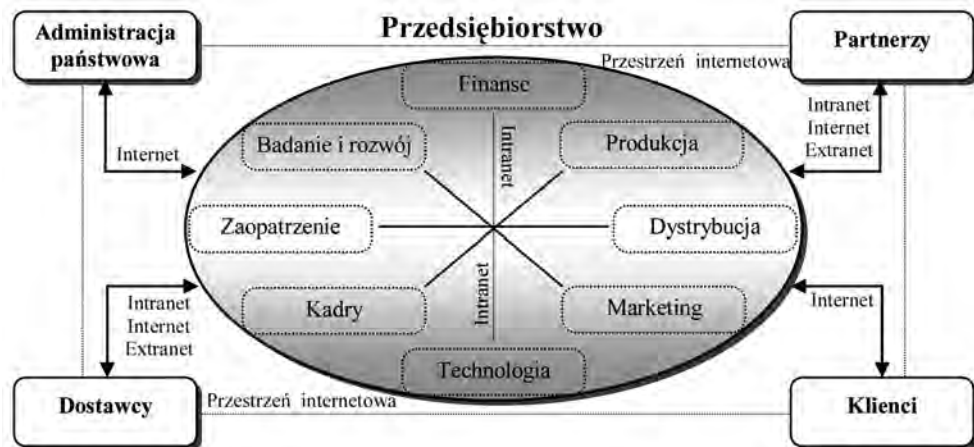 Administracja
państwowa
Przedsiębiorstwo
Partnerzy
Przestrzeń internetowa
Finanse
Intranet
Internet
Extranet
Internet
Badanie i rozwój
Intranet
Produkcja
Zaopatrzenie
Dystrybucja
Intranet
Internet
Extranet
Kadry
Intranet
Marketing
Internet
Technologia
Dostawcy
Przestrzeń internetowa
Klienci